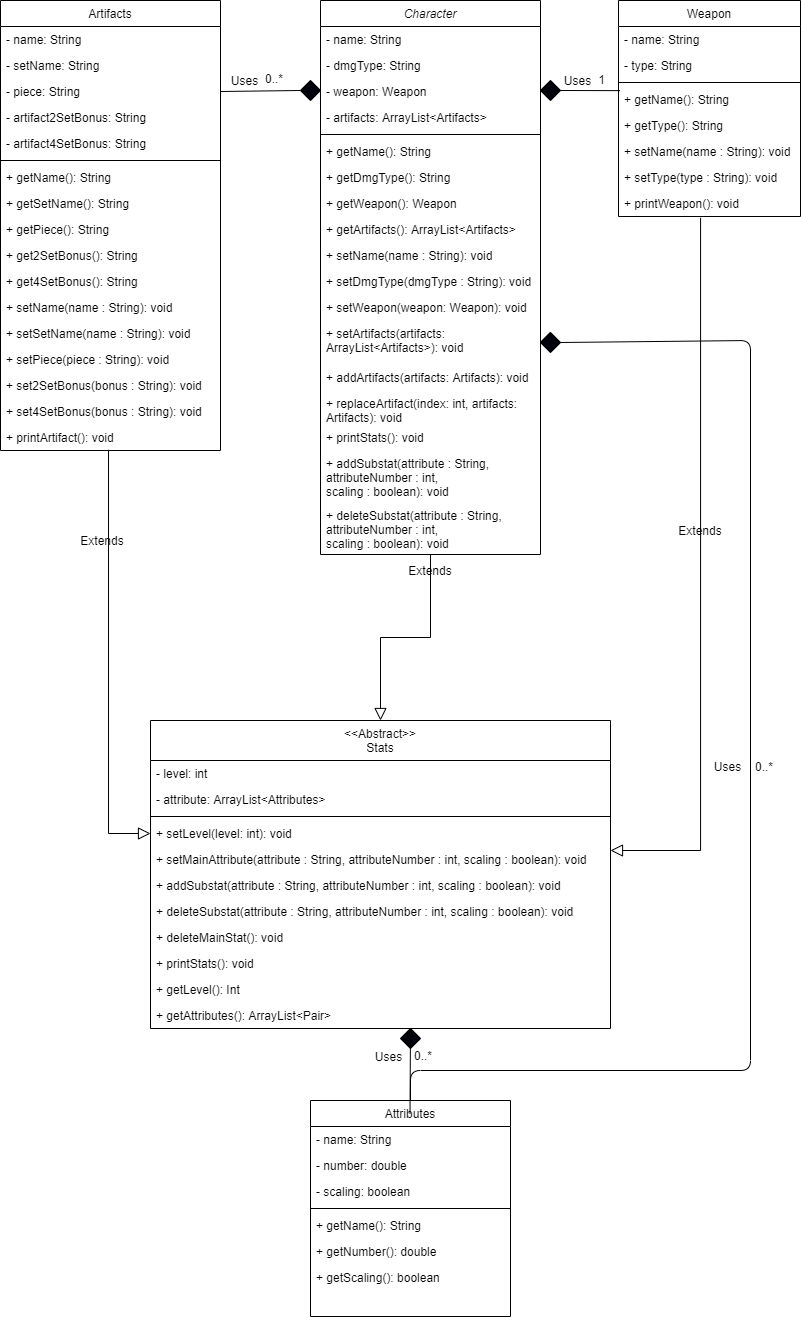 Artifacts
- name: String
- setName: String
- piece: String
- artifact2SetBonus: String
- artifact4SetBonus: String
+ getName(): String
+ getSetName(): String
+ getPiece(): String
+ get2SetBonus(): String
+ get4SetBonus(): String
+ setName(name : String): void
+ setSetName(name : String): void
+ setPiece(piece : String): void
+ set2SetBonus(bonus : String): void
+ set4SetBonus(bonus : String): void
+ printArtifact(): void
Uses
0..*
Character
- name: String
- dmgType: String
- weapon: Weapon
- artifacts: ArrayList<Artifacts>
+ getName(): String
+ getDmgType(): String
+ getWeapon(): Weapon
+ getArtifacts(): ArrayList<Artifacts>
+ setName(name : String): void
+ setDmgType(dmgType : String): void
+ setWeapon(weapon: Weapon): void
+ setArtifacts(artifacts:
ArrayList<Artifacts>): void
+ addArtifacts(artifacts: Artifacts): void
+ replaceArtifact(index: int, artifacts:
Artifacts): void
+ printStats(): void
+ addSubstat(attribute : String,
attributeNumber : int,
scaling : boolean): void
+ deleteSubstat(attribute : String,
attributeNumber : int,
scaling : boolean): void
Uses
1
Weapon
- name: String
- type: String
+ getName(): String
+ getType(): String
+ setName(name : String): void
+ setType(type : String): void
+ printWeapon(): void
Extends
Extends
Extends
<<Abstract>>
Stats
- level: int
- attribute: ArrayList<Attributes>
+ setLevel(level: int): void
+ setMainAttribute(attribute : String, attributeNumber : int, scaling : boolean): void
+ addSubstat(attribute : String, attributeNumber : int, scaling : boolean): void
+ deleteSubstat(attribute : String, attributeNumber : int, scaling : boolean): void
+ deleteMainStat(): void
+ printStats(): void
+ getLevel(): Int
+ getAttributes(): ArrayList<Pair>
Uses
0..*
Uses
0..*
Attributes
- name: String
- number: double
- scaling: boolean
+ getName(): String
+ getNumber(): double
+ getScaling(): boolean